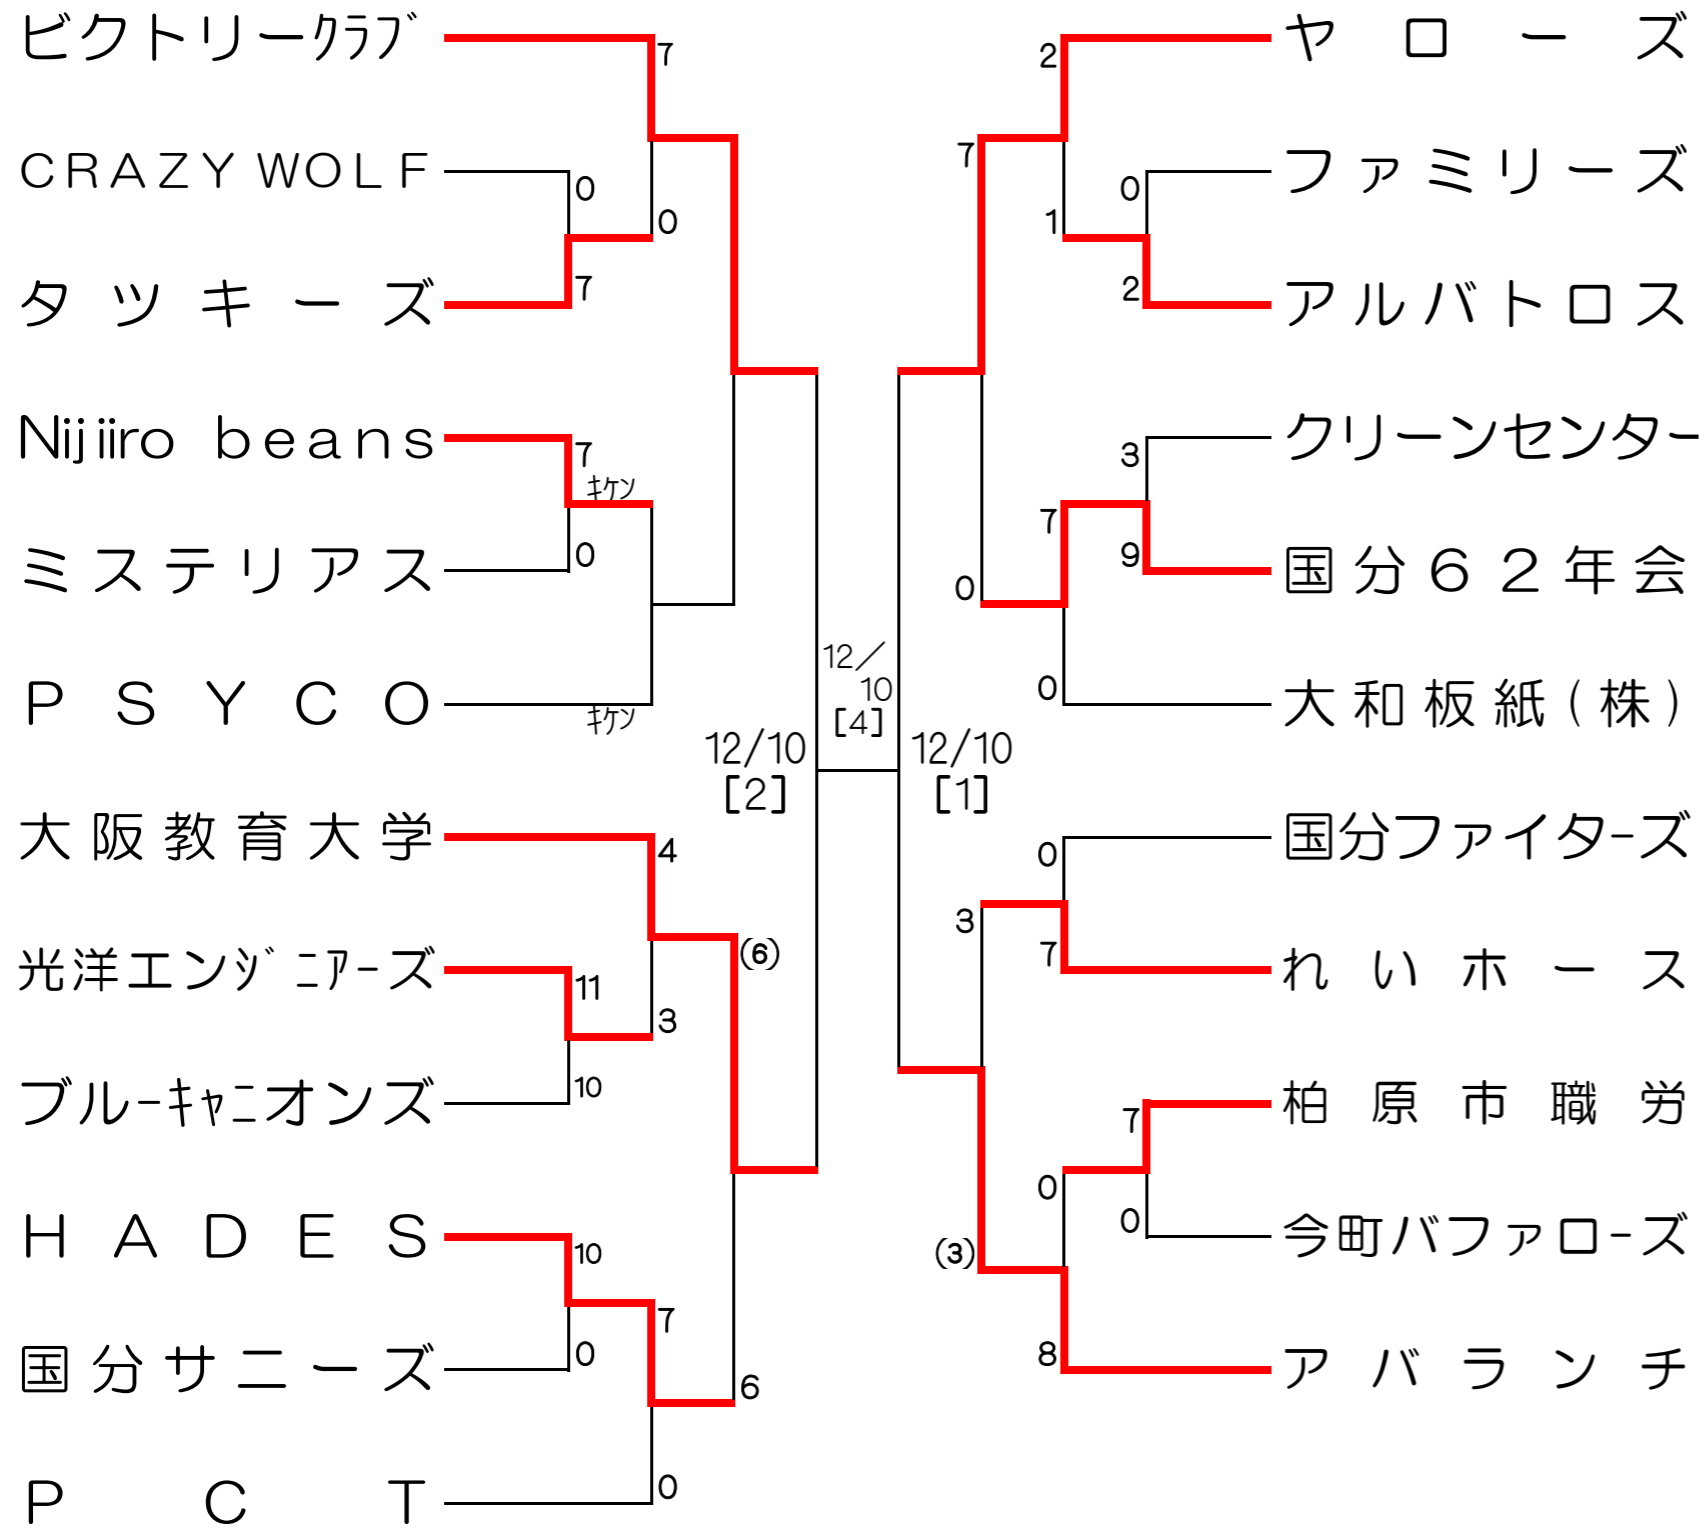 ビクトリークラブ
7
CRAZY WOLF
0
0
タツキーズ
7
Nijiiro beans
7
キケン
ミステリアス
0
PSYCO
キケン
大阪教育大学
4
(6)
光洋エンジニアーズ
11
3
ブルーキャニオンズ
10
HADES
10
7
国分サニーズ
0
6
PCT
0
12/10
[2]
12/
10
[4]
12/10
[1]
2
ヤローズ
7
0
ファミリーズ
1
2
アルバトロス
3
クリーンセンター
7
9
国分62年会
0
0
大和板紙(株)
0
国分ファイターズ
3
7
れいホース
7
柏原市職労
0
0
今町バファローズ
(3)
8
アバランチ